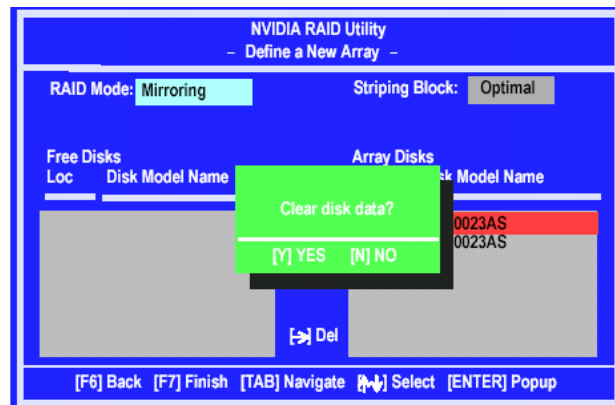 NVIDIA RAID Utility
– Define a New Array –
RAID Mode: Mirroring
Striping Block: Optimal
Free Disks
Loc Disk Model Name
Array Disks
sk Model Name
Clear disk data?
[Y] YES [N] NO
0023AS
0023AS
[→] Del
[F6] Back [F7] Finish [TAB] Navigate [↑↓] Select [ENTER] Popup